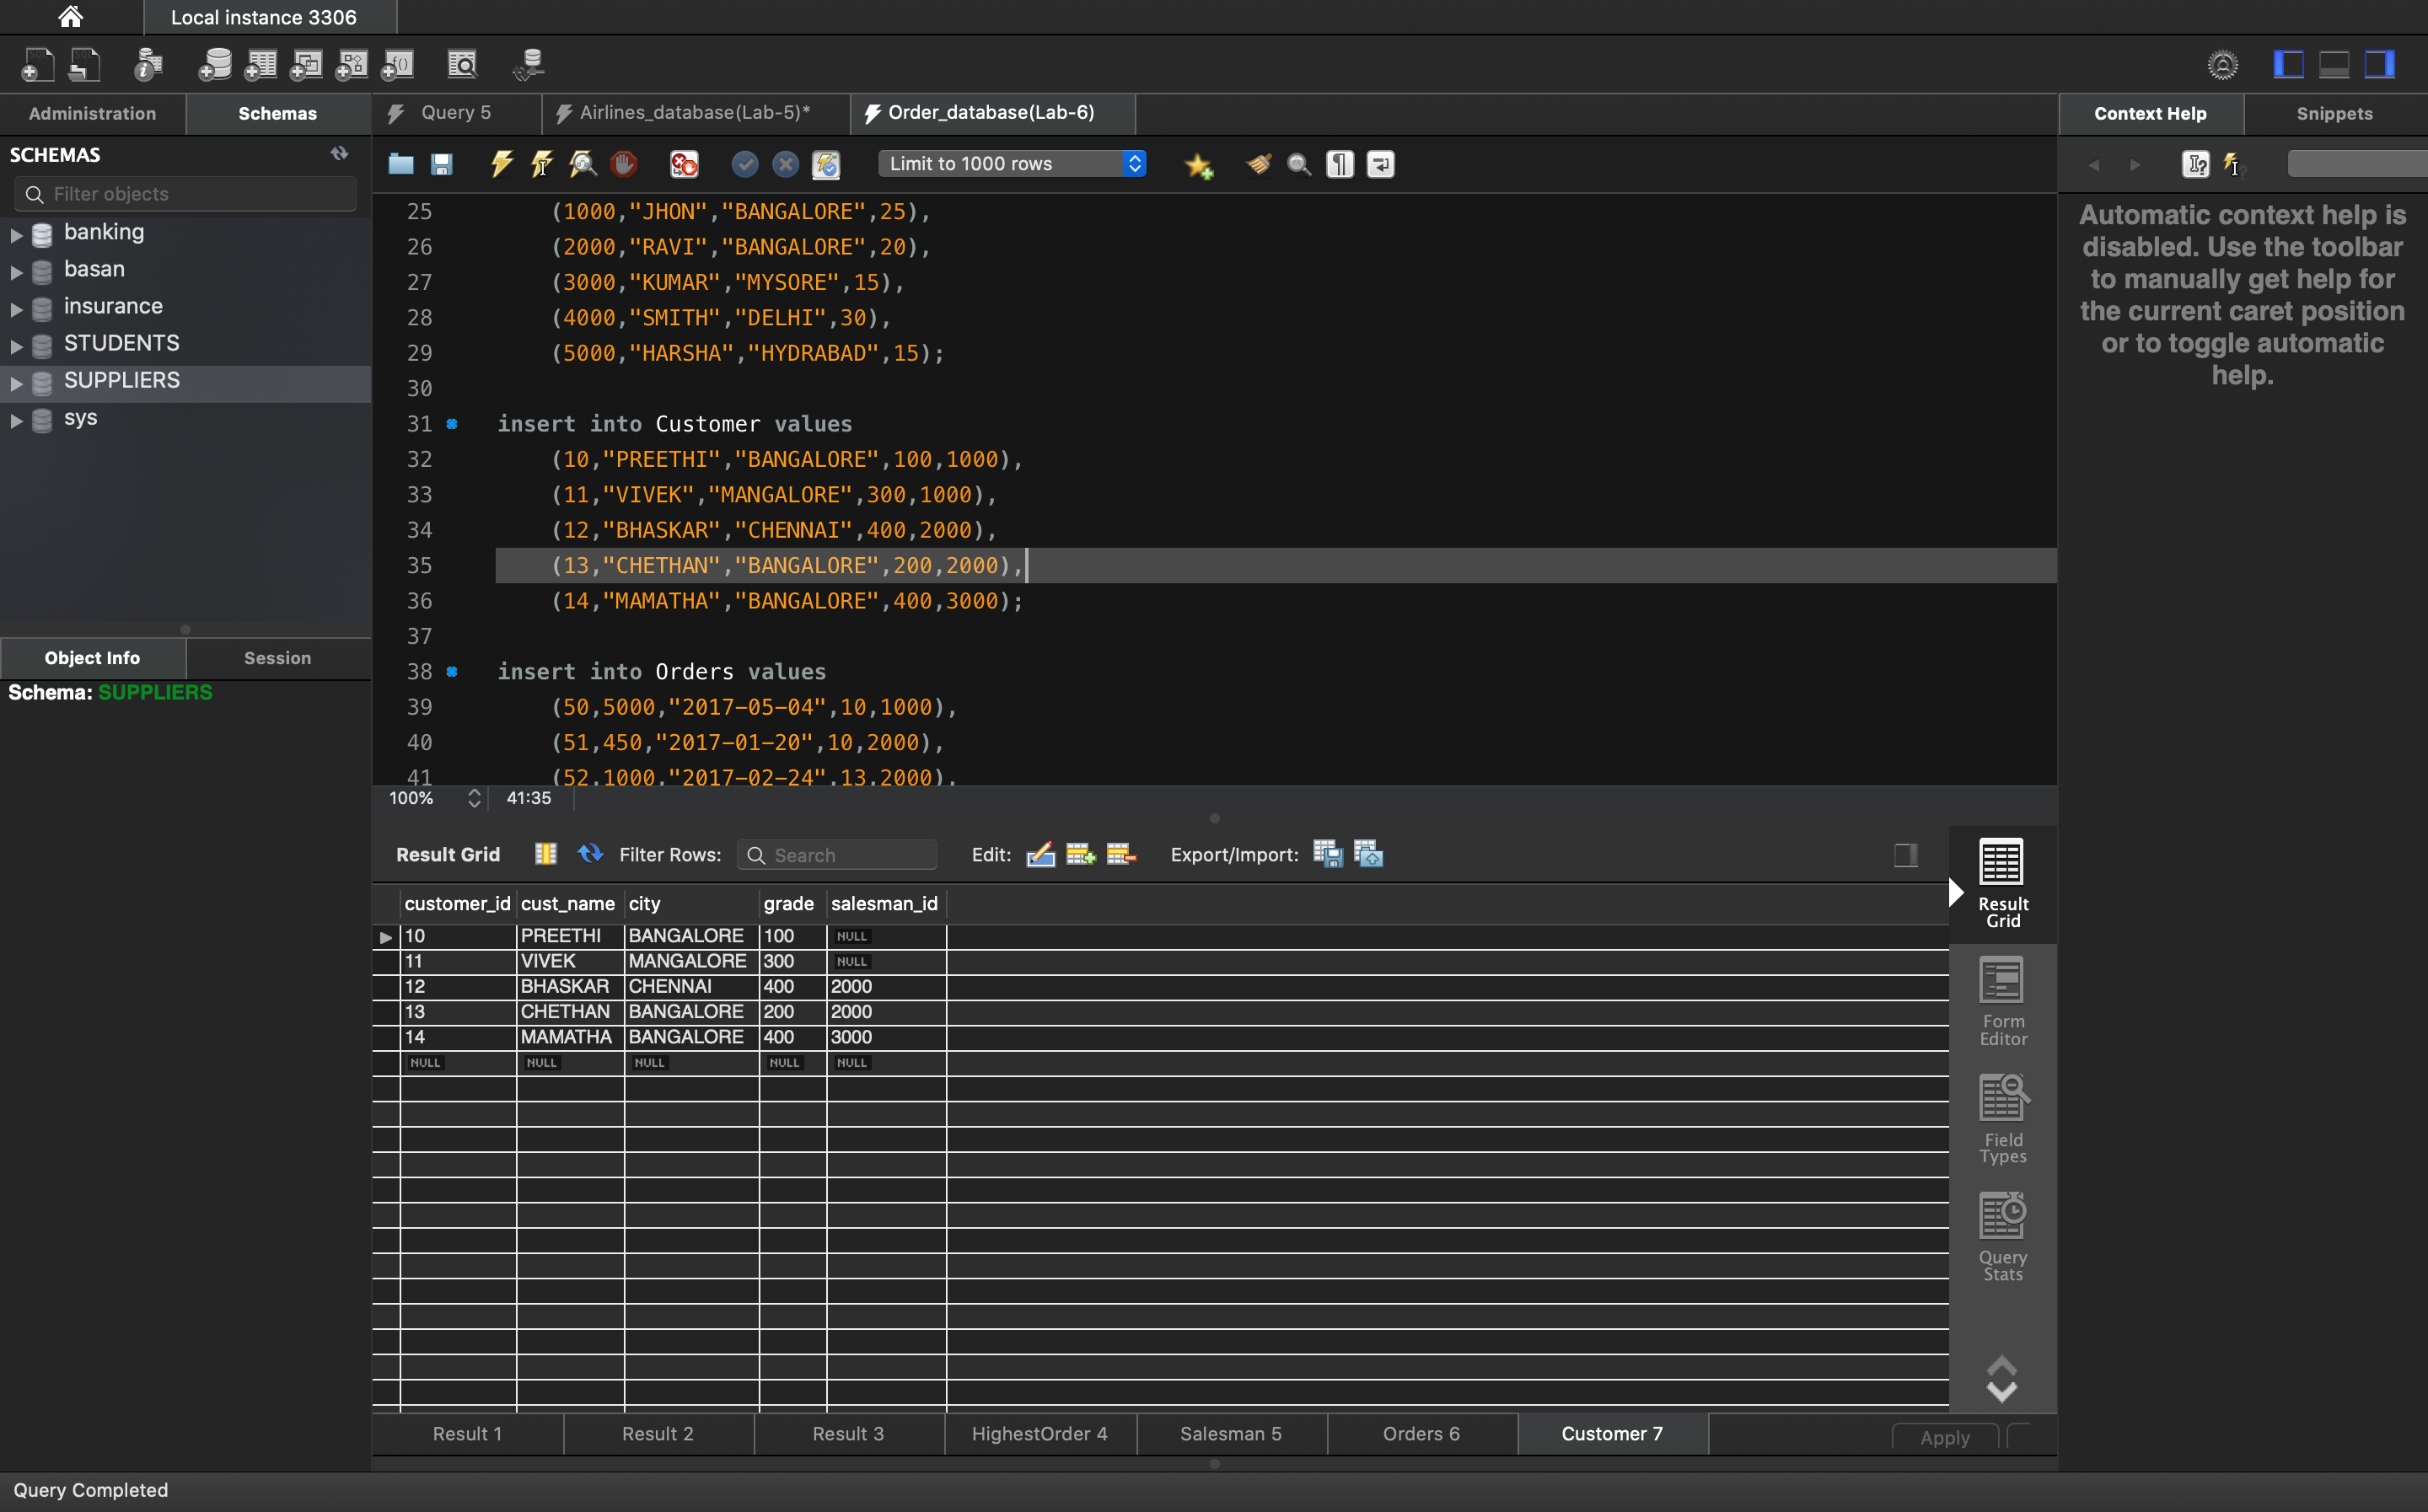 Local instance 3306
Administration
Schemas
Query 5
Airlines_database(Lab-5)*
Order_database(Lab-6)
Context Help
Snippets
SCHEMAS
Filter objects
banking
basan
insurance
STUDENTS
SUPPLIERS
sys
Object Info
Session
Schema: SUPPLIERS
Limit to 1000 rows
25 (1000,"JHON","BANGALORE",25),
26 (2000,"RAVI","BANGALORE",20),
27 (3000,"KUMAR","MYSORE",15),
28 (4000,"SMITH","DELHI",30),
29 (5000,"HARSHA","HYDRABAD",15);
30
31 insert into Customer values
32 (10,"PREETHI","BANGALORE",100,1000),
33 (11,"VIVEK","MANGALORE",300,1000),
34 (12,"BHASKAR","CHENNAI",400,2000),
35 (13,"CHETHAN","BANGALORE",200,2000),
36 (14,"MAMATHA","BANGALORE",400,3000);
37
38 insert into Orders values
39 (50,5000,"2017-05-04",10,1000),
40 (51,450,"2017-01-20",10,2000),
41 (52,1000,"2017-02-24",13,2000),
100% 41:35
Automatic context help is
disabled. Use the toolbar
to manually get help for
the current caret position
or to toggle automatic
help.
Result Grid Filter Rows: Search Edit: Export/Import:
customer_id cust_name city grade salesman_id
10 PREETHI BANGALORE 100 NULL
11 VIVEK MANGALORE 300 NULL
12 BHASKAR CHENNAI 400 2000
13 CHETHAN BANGALORE 200 2000
14 MAMATHA BANGALORE 400 3000
NULL NULL NULL NULL NULL
Result
Grid
Form
Editor
Field
Types
Query
Stats
Result 1
Result 2
Result 3
HighestOrder 4
Salesman 5
Orders 6
Customer 7
Apply
Query Completed